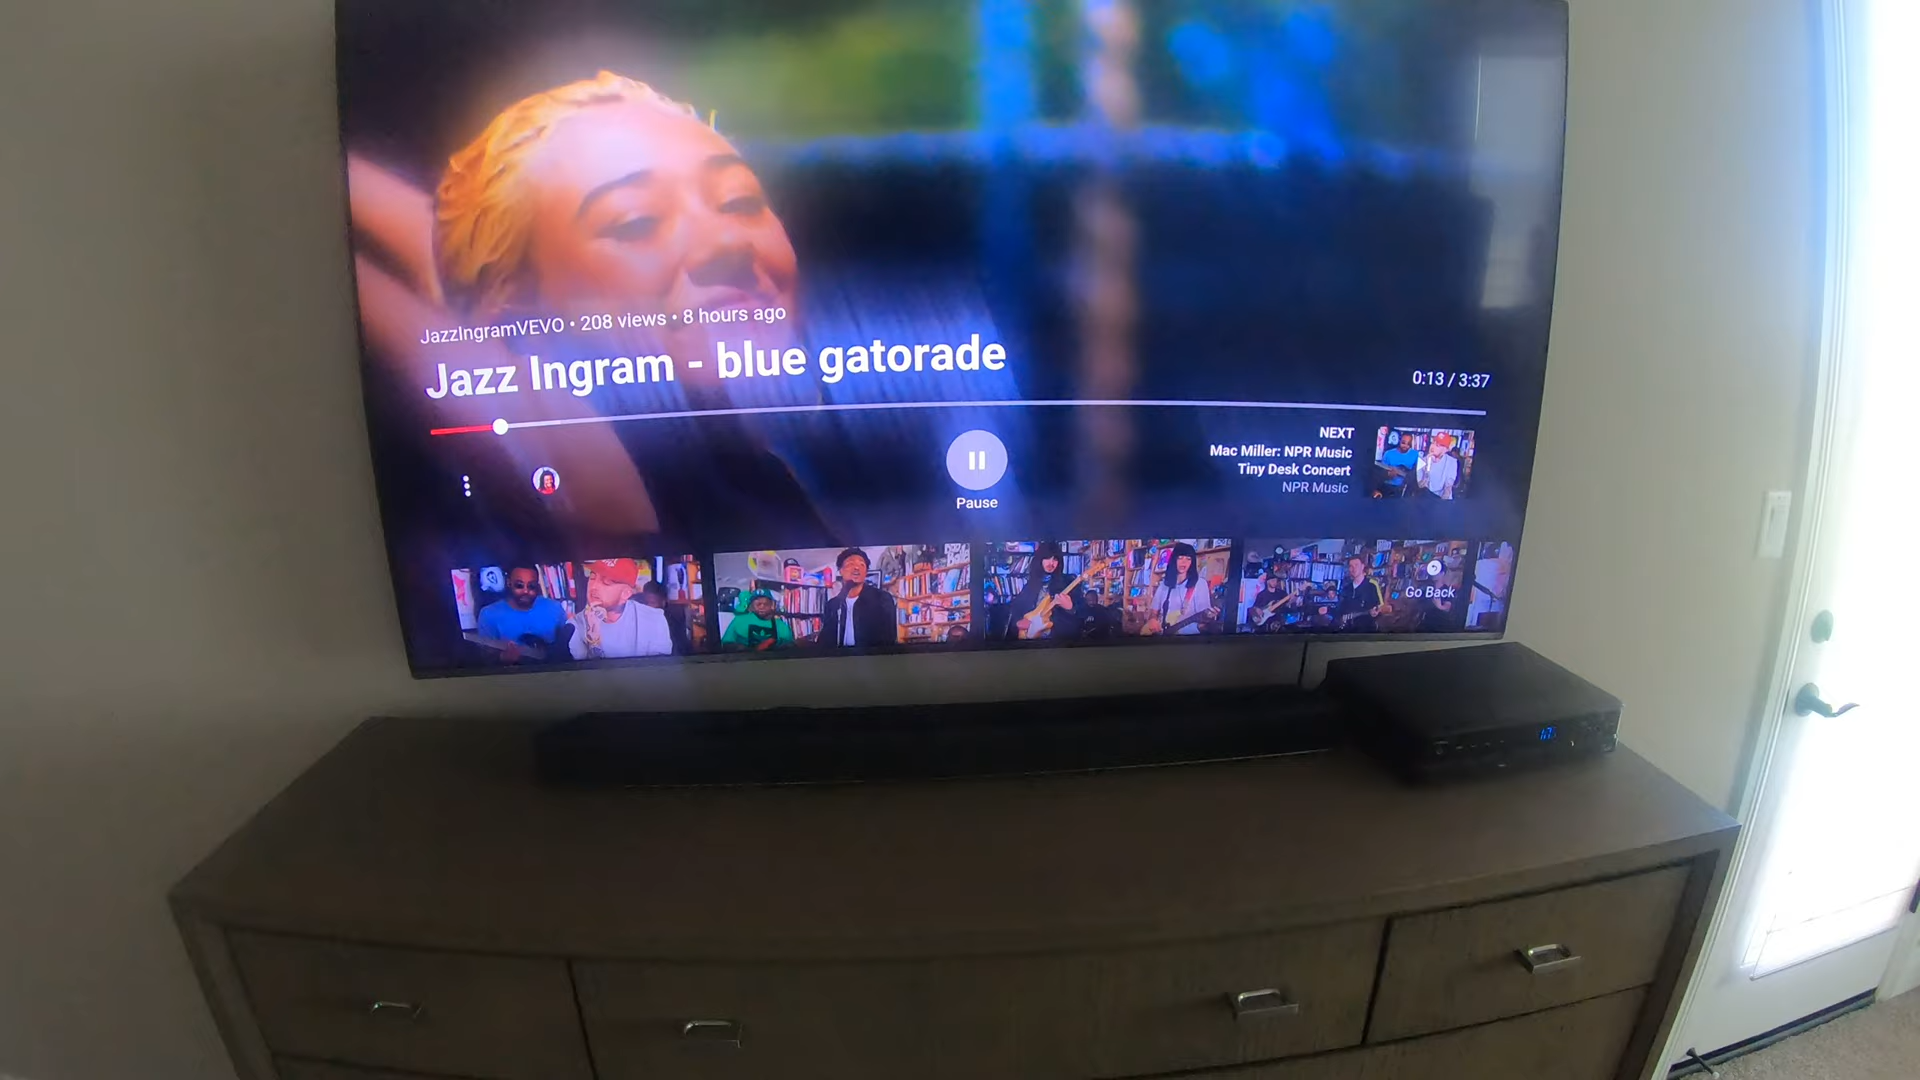 JazzIngramVEVO • 208 views • 8 hours ago
Jazz Ingram - blue gatorade
0:13 / 3:37
NEXT
Mac Miller: NPR Music
Tiny Desk Concert
NPR Music
Pause
Go Back